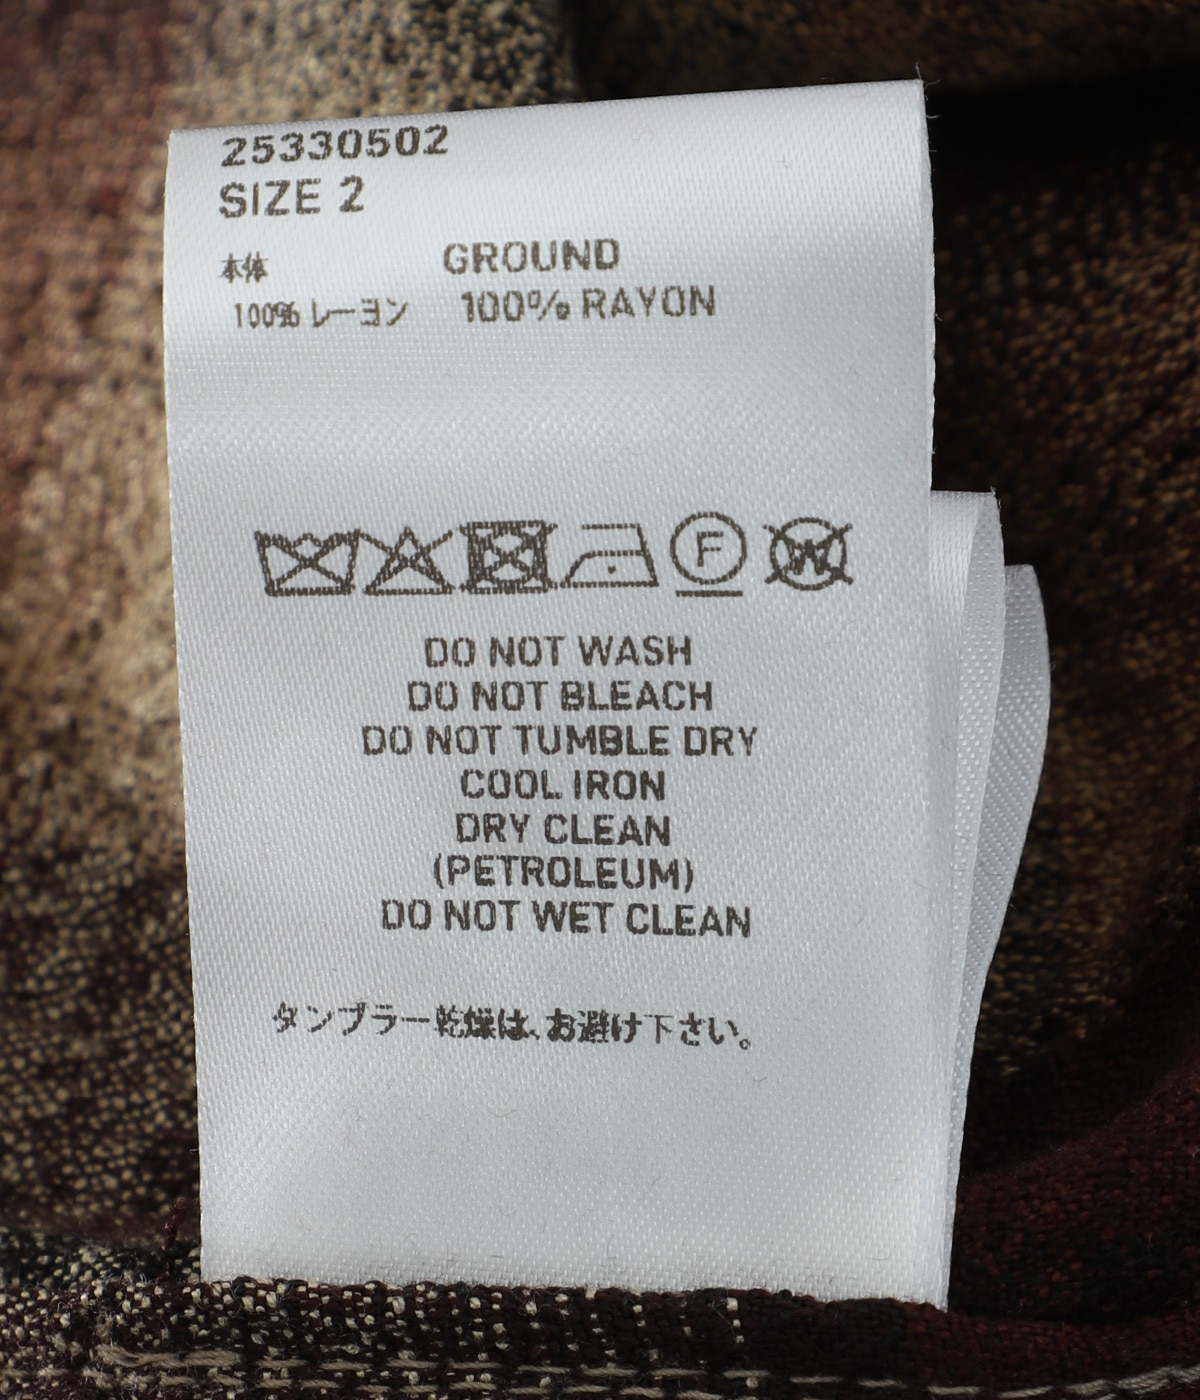 25330502
SIZE 2
本体 GROUND
100% レーヨン 100% RAYON
F W
DO NOT WASH
DO NOT BLEACH
DO NOT TUMBLE DRY
COOL IRON
DRY CLEAN
(PETROLEUM)
DO NOT WET CLEAN
タンブラー乾燥は、お避け下さい。